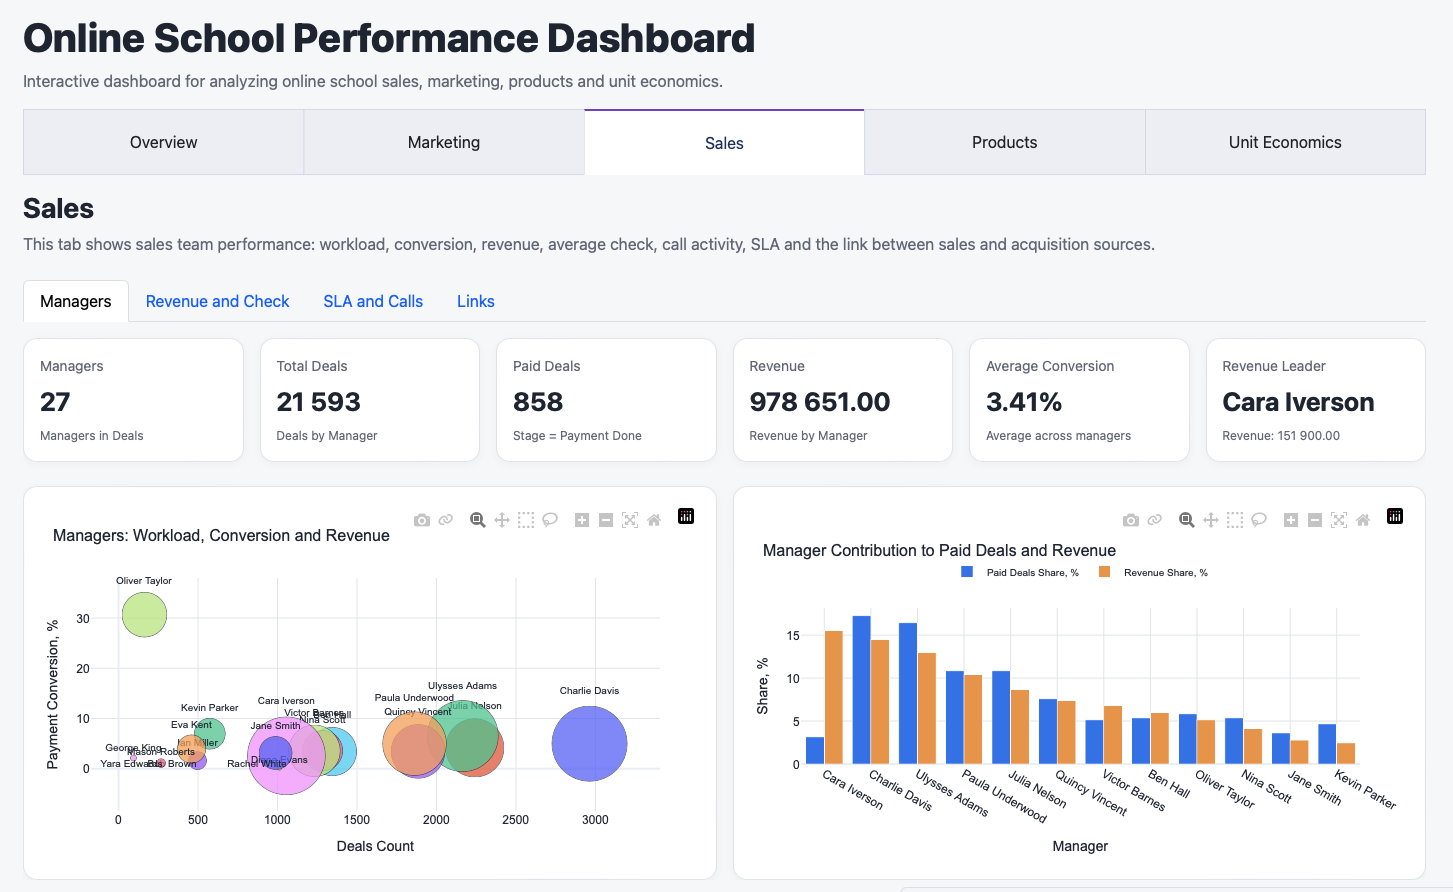 Online School Performance Dashboard
Interactive dashboard for analyzing online school sales, marketing, products and unit economics.
Overview
Marketing
Sales
Products
Unit Economics
Sales
This tab shows sales team performance: workload, conversion, revenue, average check, call activity, SLA and the link between sales and acquisition sources.
Managers
Revenue and Check
SLA and Calls
Links
Managers
27
Managers in Deals
Total Deals
21 593
Deals by Manager
Paid Deals
858
Stage = Payment Done
Revenue
978 651.00
Revenue by Manager
Average Conversion
3.41%
Average across managers
Revenue Leader
Cara Iverson
Revenue: 151 900.00
Managers: Workload, Conversion and Revenue
Payment Conversion, %
30
20
10
0
Oliver Taylor
Kevin Parker
Eva Kent
Ian Miller
George King
Mason Roberts
Yara Edwards
Brown
Cara Iverson
Victor Barnes
Hall
Nina Scott
Jane Smith
Evans
Rachel White
Ulysses Adams
Paula Underwood
Julia Nelson
Quincy Vincent
Charlie Davis
0
500
1000
1500
2000
2500
3000
Deals Count
Manager Contribution to Paid Deals and Revenue
Paid Deals Share, %
Revenue Share, %
Share, %
15
10
5
0
Cara Iverson
Charlie Davis
Ulysses Adams
Paula Underwood
Julia Nelson
Quincy Vincent
Victor Barnes
Ben Hall
Oliver Taylor
Nina Scott
Jane Smith
Kevin Parker
Manager